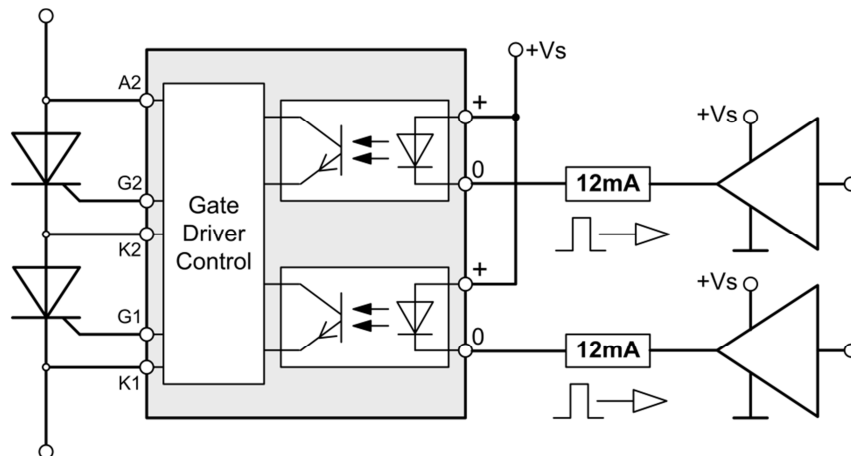 +Vs
A2
+
+Vs
0
12mA
G2
Gate
Driver
Control
K2
+
+Vs
G1
0
12mA
K1